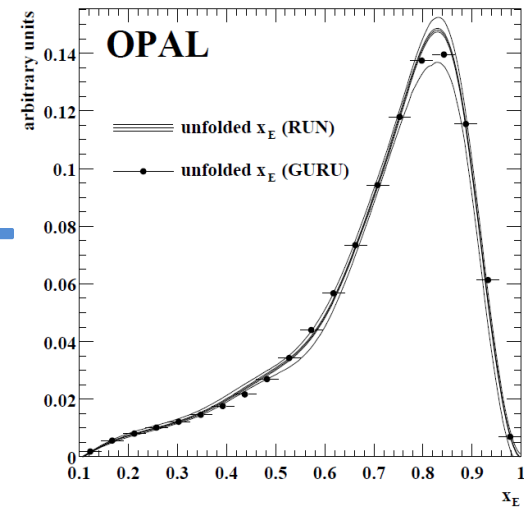 arbitrary units
OPAL
unfolded x_E (RUN)
unfolded x_E (GURU)
0.14
0.12
0.1
0.08
0.06
0.04
0.02
0
0.1 0.2 0.3 0.4 0.5 0.6 0.7 0.8 0.9 1
x_E